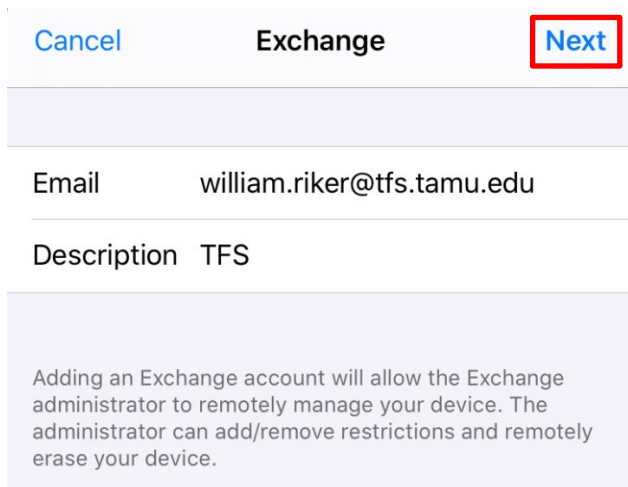 Cancel Exchange Next
Email william.riker@tfs.tamu.edu
Description TFS
Adding an Exchange account will allow the Exchange
administrator to remotely manage your device. The
administrator can add/remove restrictions and remotely
erase your device.